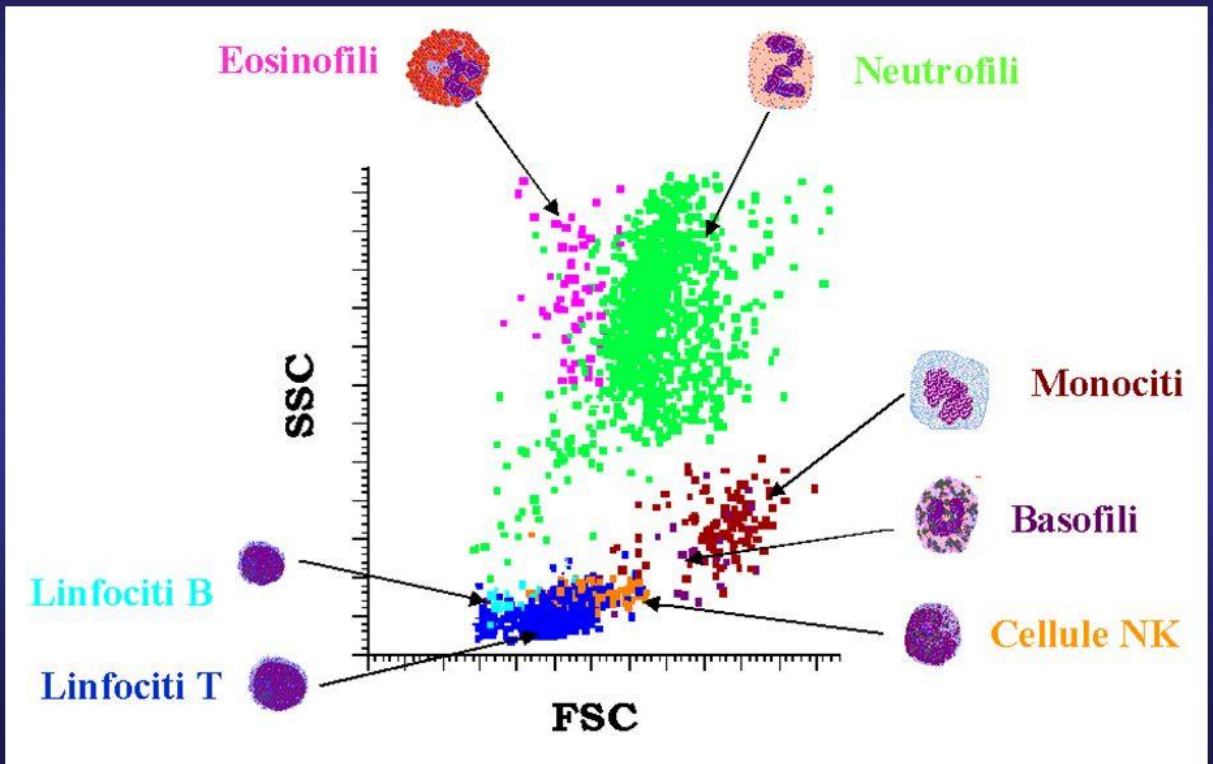 Eosinofili
Neutrofili
SSC
Monociti
Basofili
Linfociti B
Cellule NK
Linfociti T
FSC